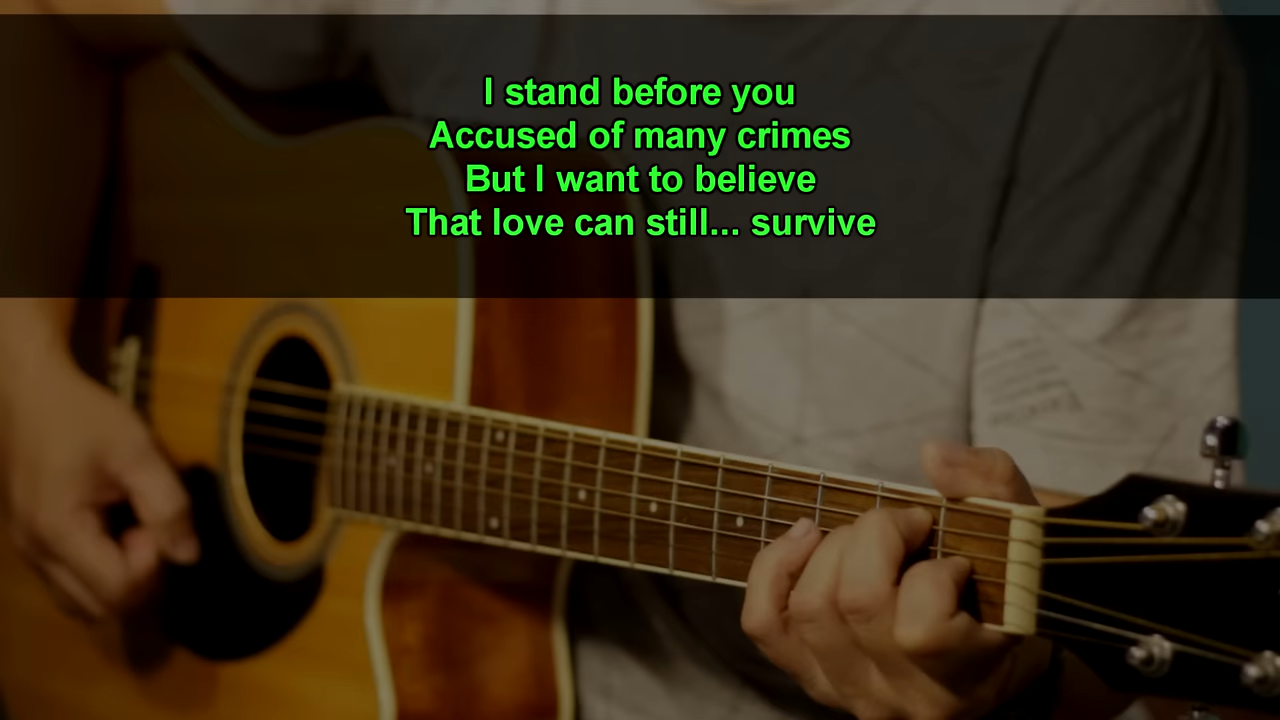 I stand before you
Accused of many crimes
But I want to believe
That love can still... survive